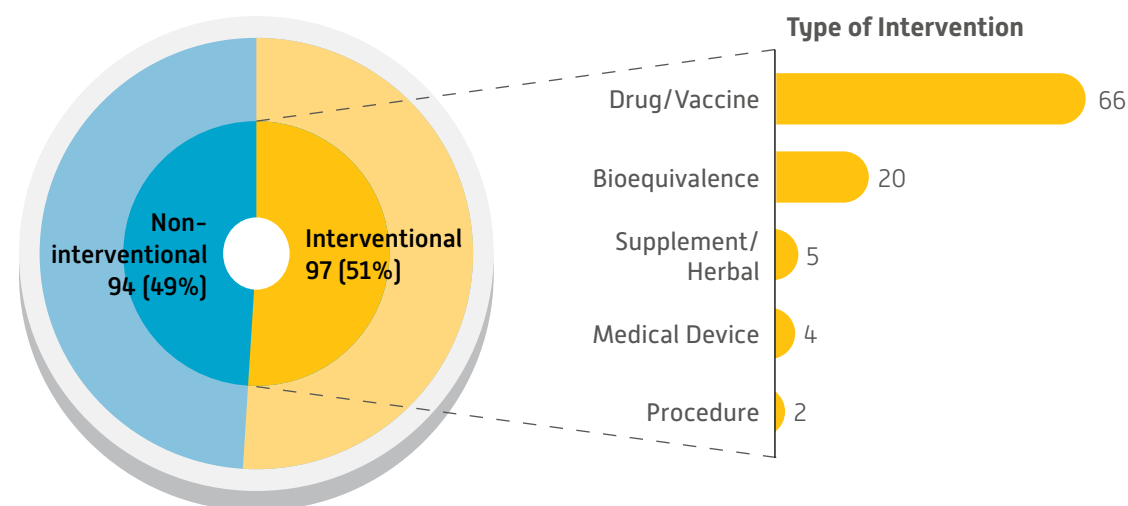 Type of Intervention
Non-
interventional
94 (49%)
Interventional
97 (51%)
Drug/Vaccine
66
Bioequivalence
20
Supplement/
Herbal
5
Medical Device
4
Procedure
2